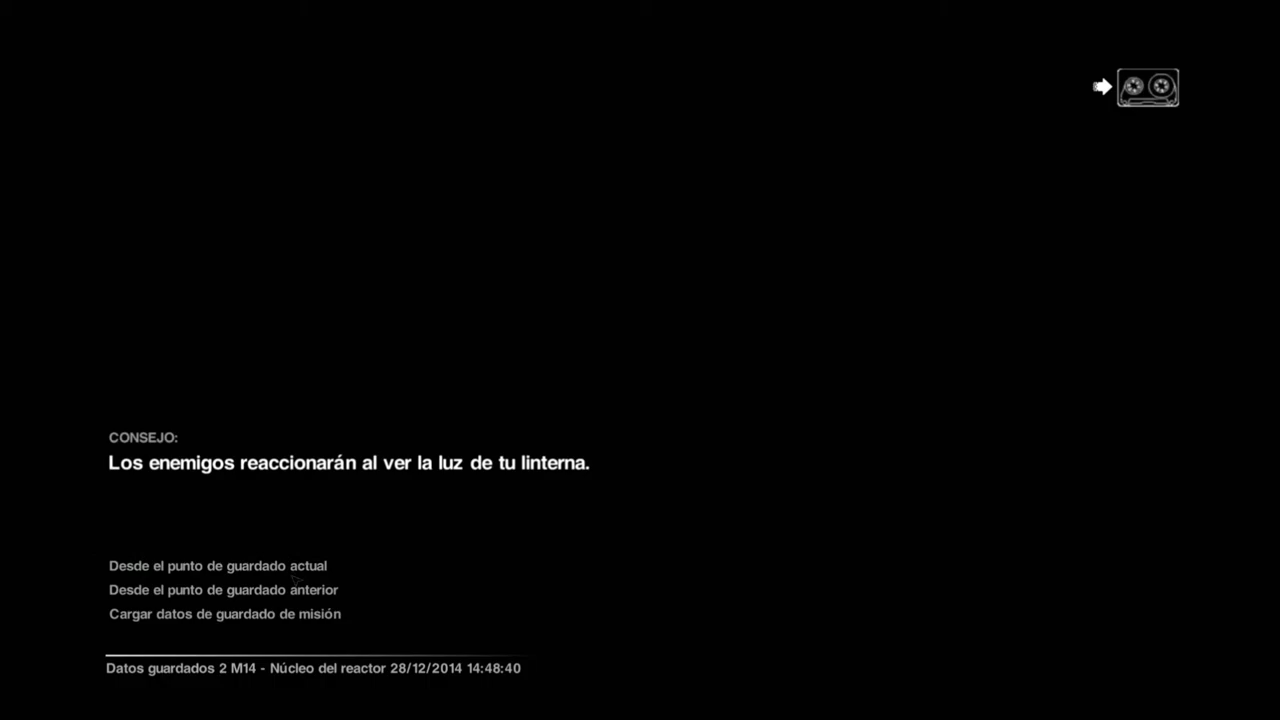 CONSEJO:
Los enemigos reaccionarán al ver la luz de tu linterna.
Desde el punto de guardado actual
Desde el punto de guardado anterior
Cargar datos de guardado de misión
Datos guardados 2 M14 - Núcleo del reactor 28/12/2014 14:48:40